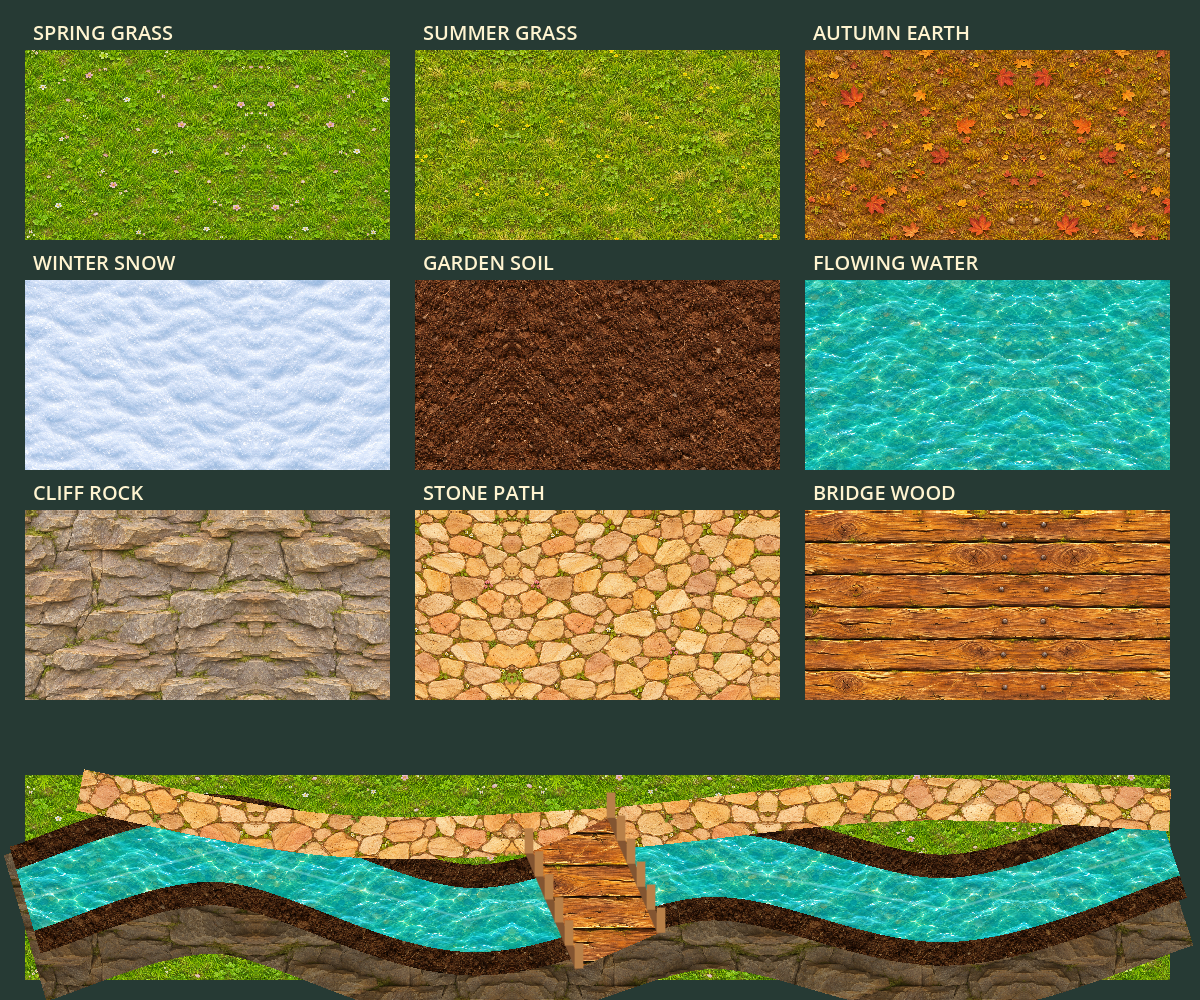 SPRING GRASS
SUMMER GRASS
AUTUMN EARTH
WINTER SNOW
GARDEN SOIL
FLOWING WATER
CLIFF ROCK
STONE PATH
BRIDGE WOOD